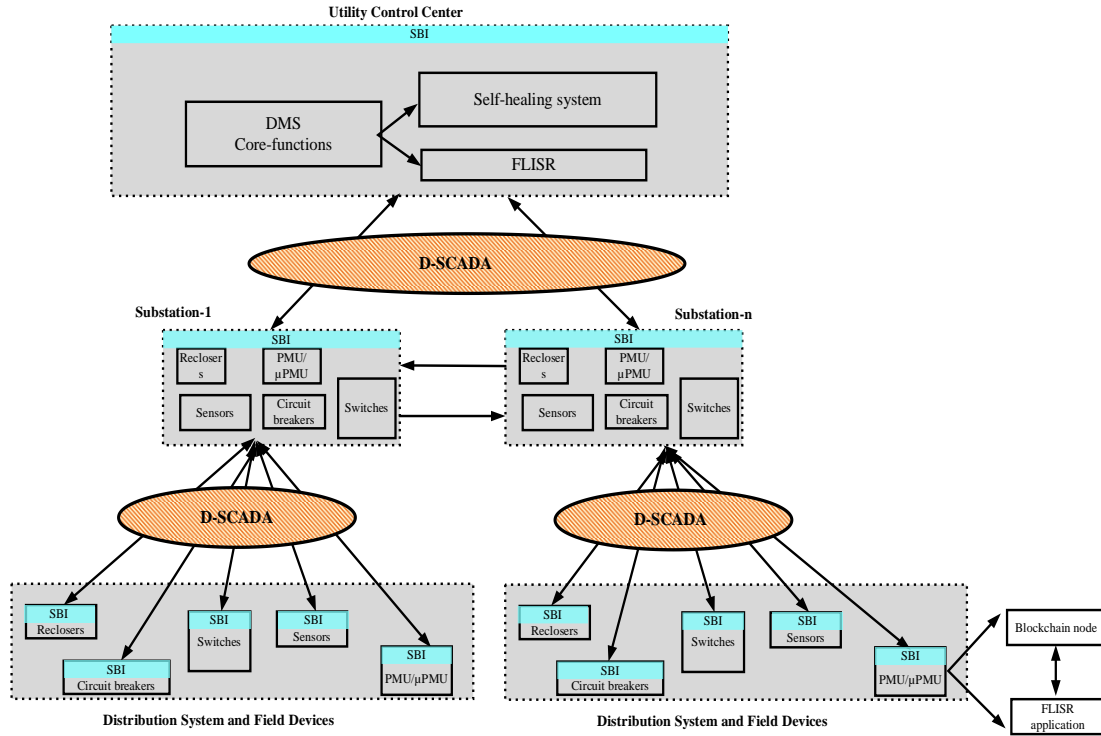 Utility Control Center
SBI
Self-healing system
DMS
Core-functions
FLISR
D-SCADA
Substation-1
Substation-n
SBI
Recloser
s
PMU/
µPMU
Sensors
Circuit
breakers
Switches
SBI
Recloser
s
PMU/
µPMU
Sensors
Circuit
breakers
Switches
D-SCADA
D-SCADA
SBI
Reclosers
SBI
Circuit breakers
SBI
Switches
SBI
Sensors
SBI
PMU/µPMU
SBI
Reclosers
SBI
Circuit breakers
SBI
Switches
SBI
Sensors
SBI
PMU/µPMU
Blockchain node
FLISR
application
Distribution System and Field Devices
Distribution System and Field Devices